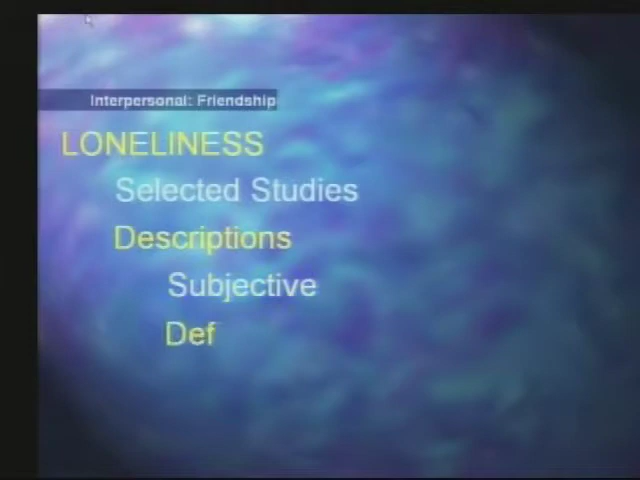 Interpersonal: Friendship
LONELINESS
Selected Studies
Descriptions
Subjective
Def